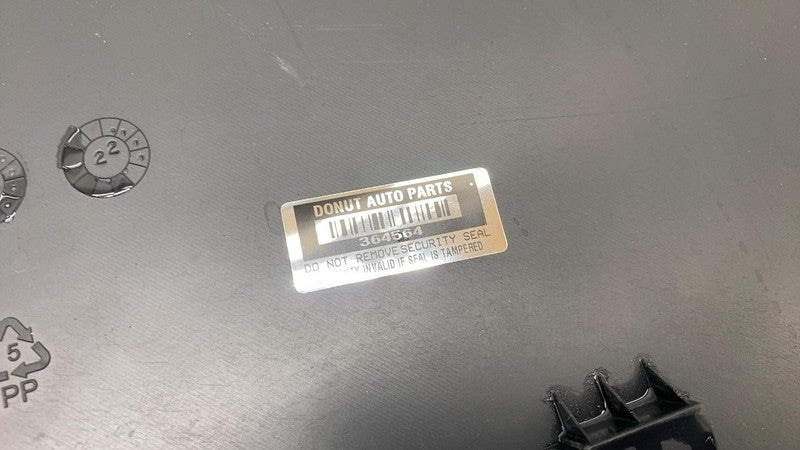 22
DONUT AUTO PARTS
364564
DO NOT REMOVE SECURITY SEAL
INVALID IF SEAL IS TAMPERED
5
PP